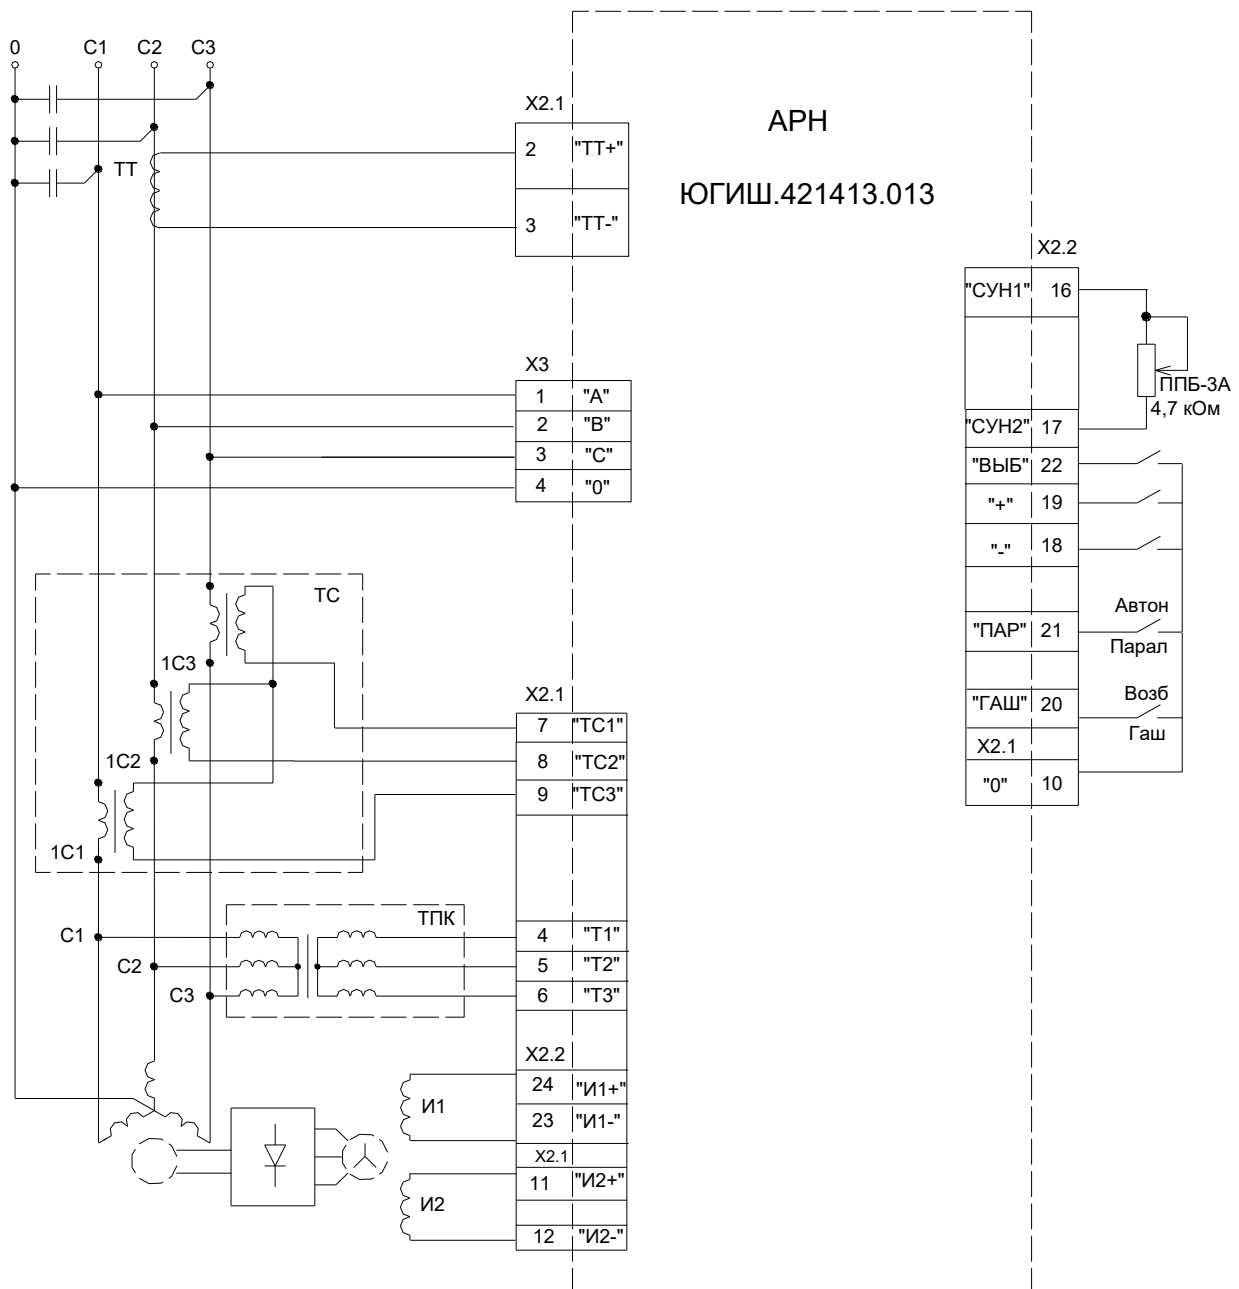 0 С1 С2 С3
Х2.1
АРН
ТТ
2 "ТТ+"
ЮГИШ.421413.013
3 "ТТ-"
Х2.2
"СУН1" 16
Х3
1 "А"
ППБ-3А
4,7 кОм
2 "В"
"СУН2" 17
3 "С"
"ВЫБ" 22
4 "0"
"+" 19
"-" 18
ТС
Автон
"ПАР" 21
Парал
1С3
Х2.1
Возб
"ГАШ" 20
7 "ТС1"
Гаш
Х2.1
1С2
8 "ТС2"
"0" 10
9 "ТС3"
1С1
ТПК
С1
4 "Т1"
С2
5 "Т2"
С3
6 "Т3"
Х2.2
24 "И1+"
И1
23 "И1-"
Х2.1
11 "И2+"
И2
12 "И2-"